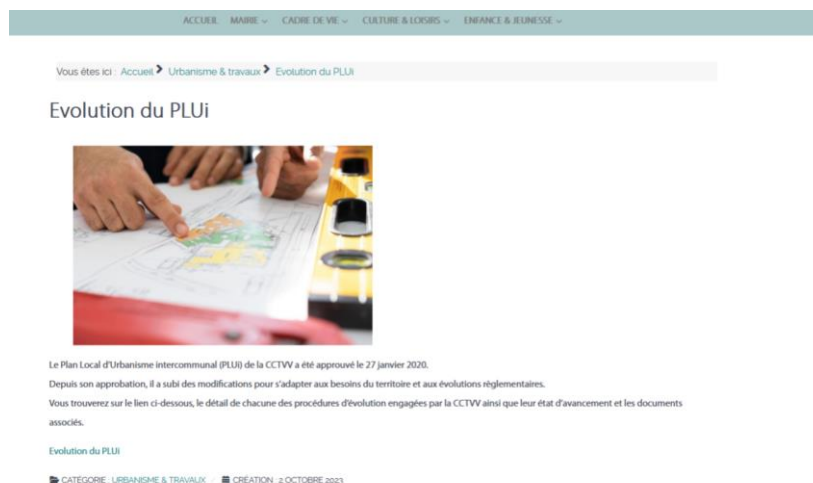 ACCUEIL MAIRIE CADRE DE VIE CULTURE & LOISIRS ENFANCE & JEUNESSE
Vous êtes ici : Accueil Urbanisme & travaux Evolution du PLUi
Evolution du PLUi
Le Plan Local d'Urbanisme intercommunal (PLUi) de la CCTVV a été approuvé le 27 janvier 2020.
Depuis son approbation, il a subi des modifications pour s'adapter aux besoins du territoire et aux évolutions règlementaires.
Vous trouverez sur le lien ci-dessous, le détail de chacune des procédures d'évolution engagées par la CCTVV ainsi que leur état d'avancement et les documents
associés.
Evolution du PLUi
CATÉGORIE : URBANISME & TRAVAUX / CRÉATION : 2 OCTOBRE 2023